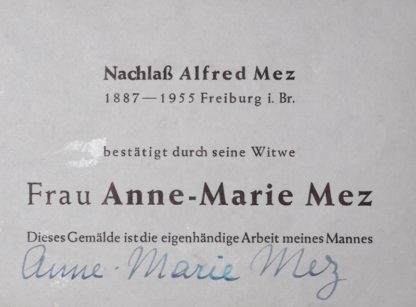 Nachlaß Alfred Mez
1887—1955 Freiburg i. Br.
bestätigt durch seine Witwe
Frau Anne-Marie Mez
Dieses Gemälde ist die eigenhändige Arbeit meines Mannes
Anne-Marie Mez